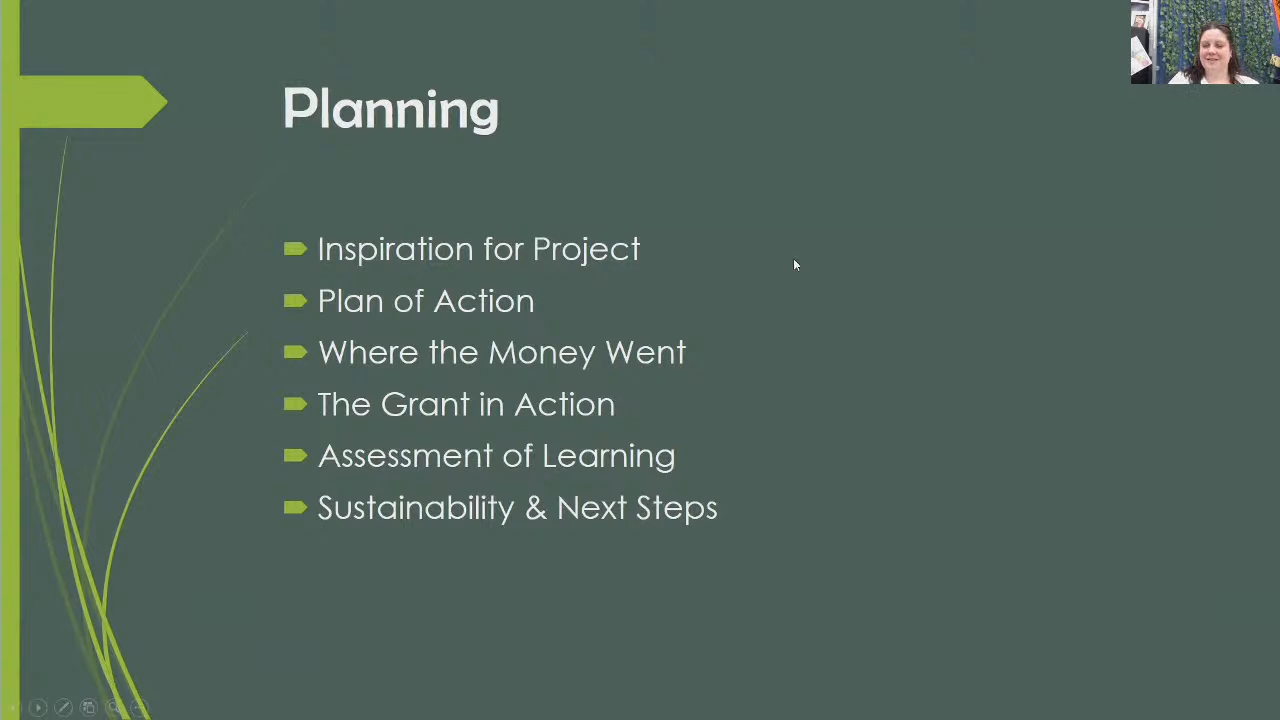 Planning
Inspiration for Project
Plan of Action
Where the Money Went
The Grant in Action
Assessment of Learning
Sustainability & Next Steps